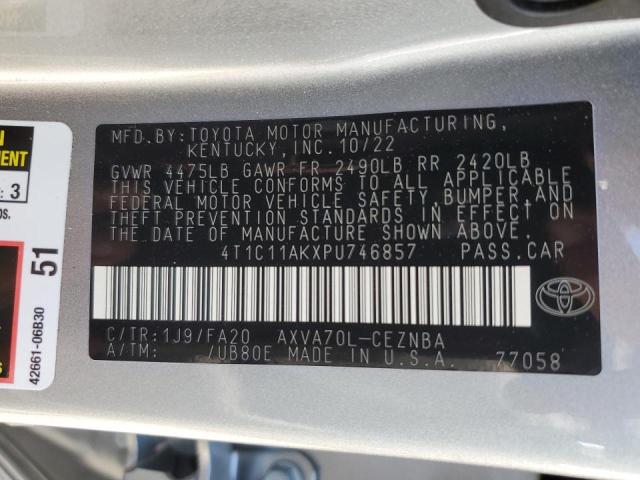 MFD.BY:TOYOTA MOTOR MANUFACTURING,
KENTUCKY, INC. 10/22
GVWR 4475LB GAWR FR 2490LB RR 2420LB
THIS VEHICLE CONFORMS TO ALL APPLICABLE
FEDERAL MOTOR VEHICLE SAFETY,BUMPER,AND
THEFT PREVENTION STANDARDS IN EFFECT ON
THE DATE OF MANUFACTURE SHOWN ABOVE.
4T1C11AKXPU746857 PASS.CAR
C/TR:1J9/FA20 AXVA70L-CEZNBA
A/TM: /UB80E MADE IN U.S.A. 77058
TOYOTA
: 3
51
42661-06B30